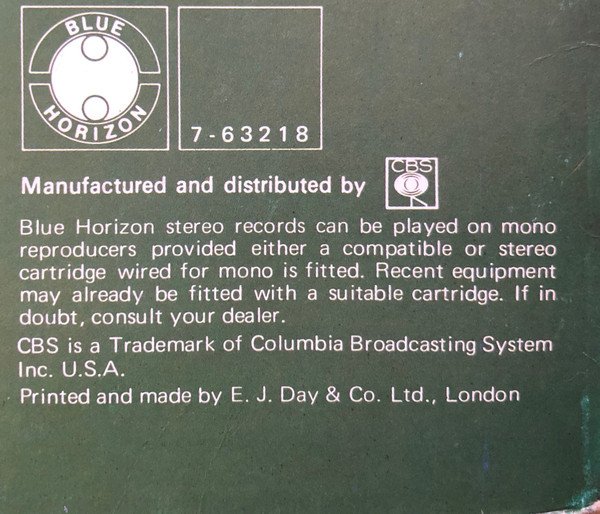 BLUE
HORIZON
7-63218
Manufactured and distributed by CBS
Blue Horizon stereo records can be played on mono
reproducers provided either a compatible or stereo
cartridge wired for mono is fitted. Recent equipment
may already be fitted with a suitable cartridge. If in
doubt, consult your dealer.
CBS is a Trademark of Columbia Broadcasting System
Inc. U.S.A.
Printed and made by E. J. Day & Co. Ltd., London